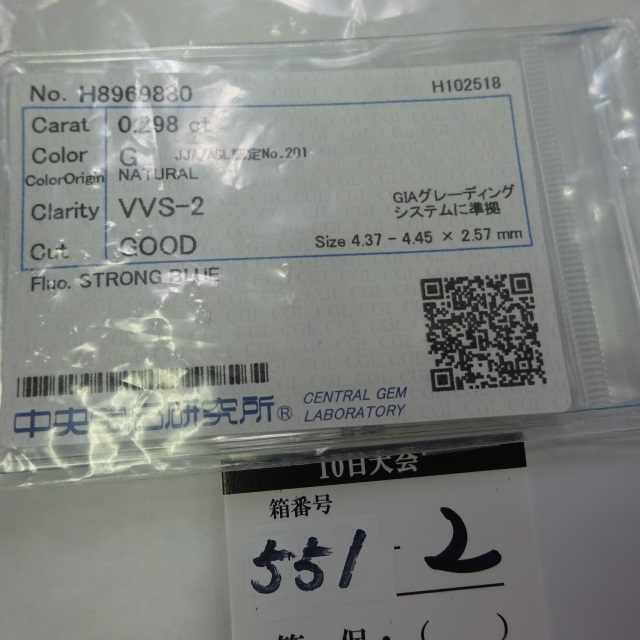 No. H8969830 H102518
Carat 0.298 ct
Color G JJA/AGL認定No.201
ColorOrigin NATURAL
Clarity VVS-2 GIAグレーディング
システムに準拠
Cut GOOD Size 4.37 - 4.45 × 2.57 mm
Fluo. STRONG BLUE
中央宝石研究所® CENTRAL GEM
LABORATORY
10日大会
箱番号
551-2